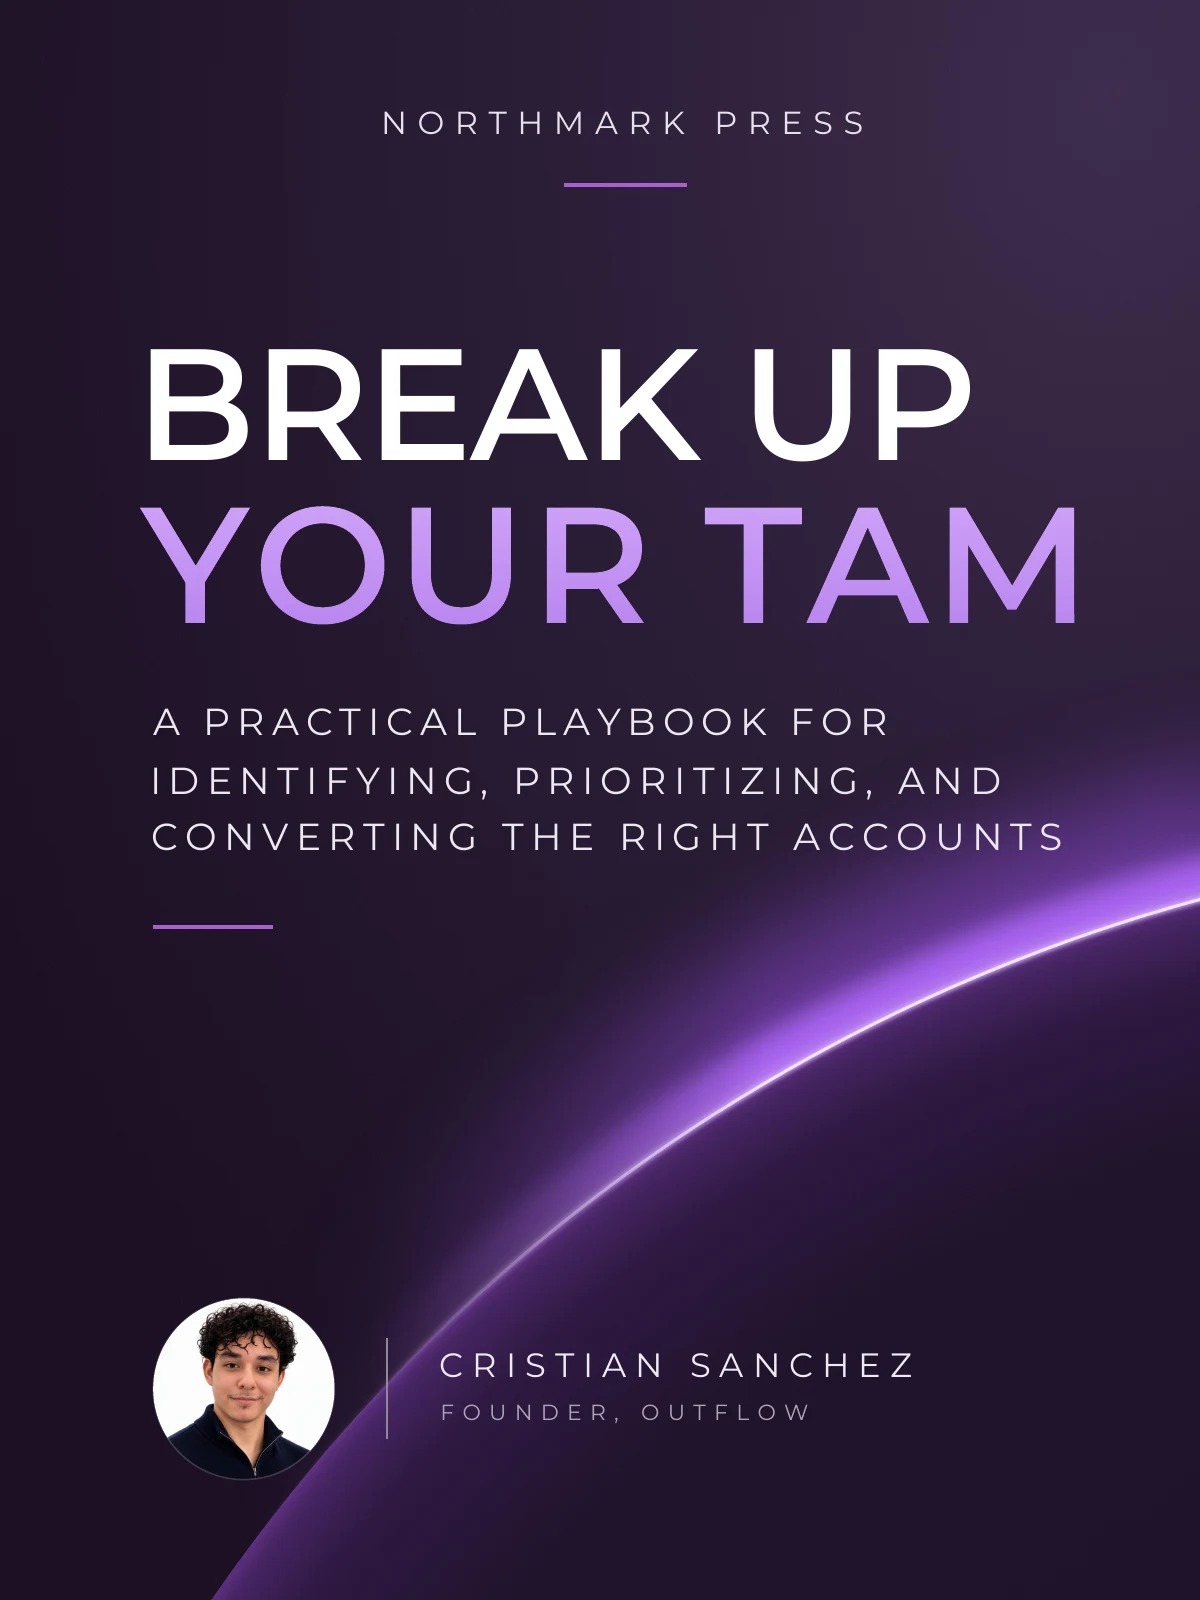 NORTHMARK PRESS
BREAK UP
YOUR TAM
A PRACTICAL PLAYBOOK FOR
IDENTIFYING, PRIORITIZING, AND
CONVERTING THE RIGHT ACCOUNTS
CRISTIAN SANCHEZ
FOUNDER, OUTFLOW